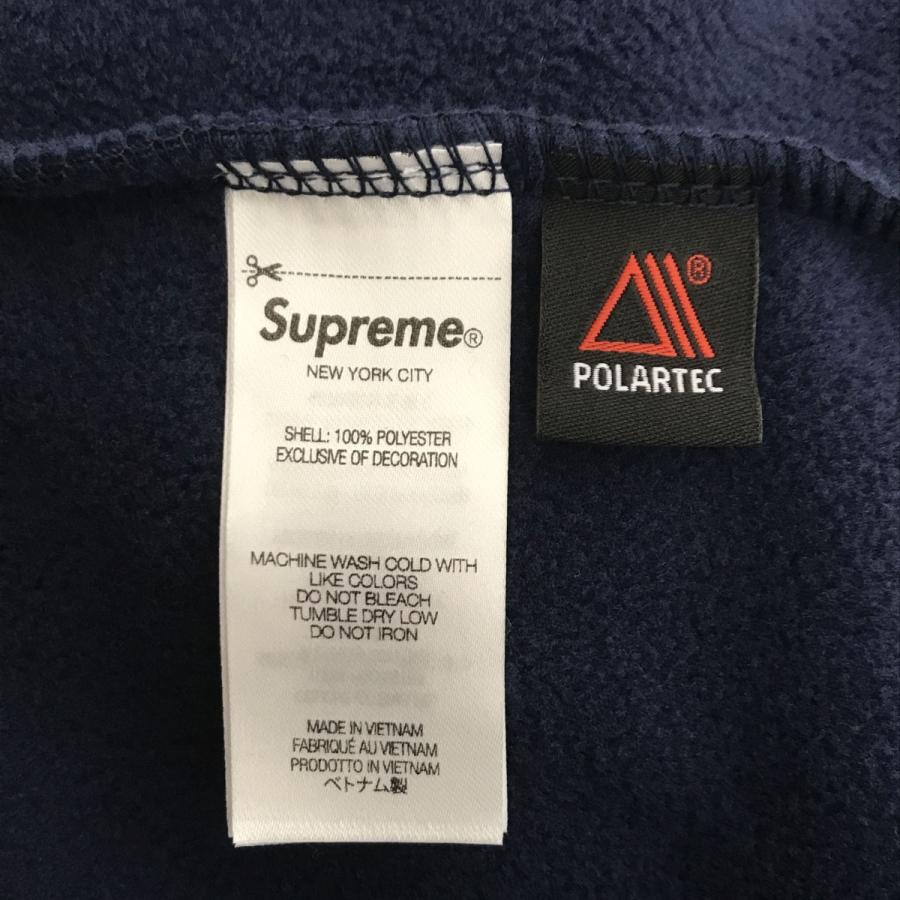 Supreme®
NEW YORK CITY
SHELL: 100% POLYESTER
EXCLUSIVE OF DECORATION
MACHINE WASH COLD WITH
LIKE COLORS
DO NOT BLEACH
TUMBLE DRY LOW
DO NOT IRON
MADE IN VIETNAM
FABRIQUÉ AU VIETNAM
PRODOTTO IN VIETNAM
ベトナム製
®
POLARTEC